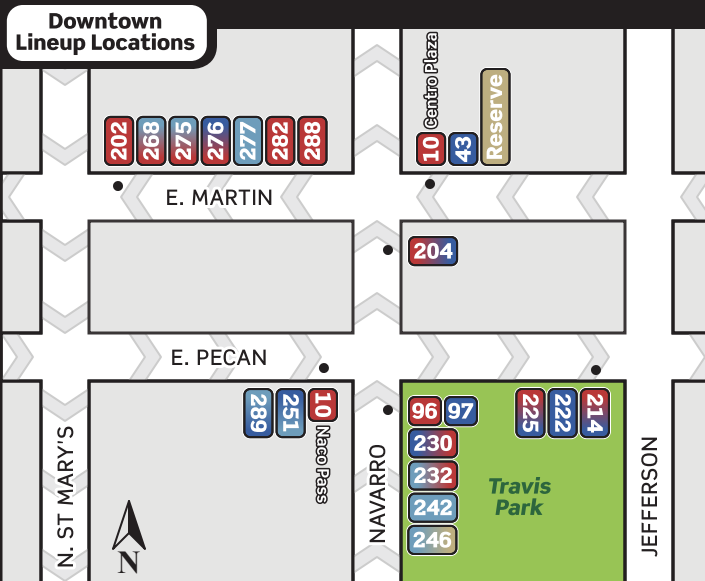 Downtown
Lineup Locations
202 268 275 276 277 282 288
10 Centro Plaza
43
Reserve
E. MARTIN
204
E. PECAN
289 251 10 Naco Pass
96 97
230
232
242
246
225 222 214
Travis
Park
N. ST MARY'S
NAVARRO
JEFFERSON
N